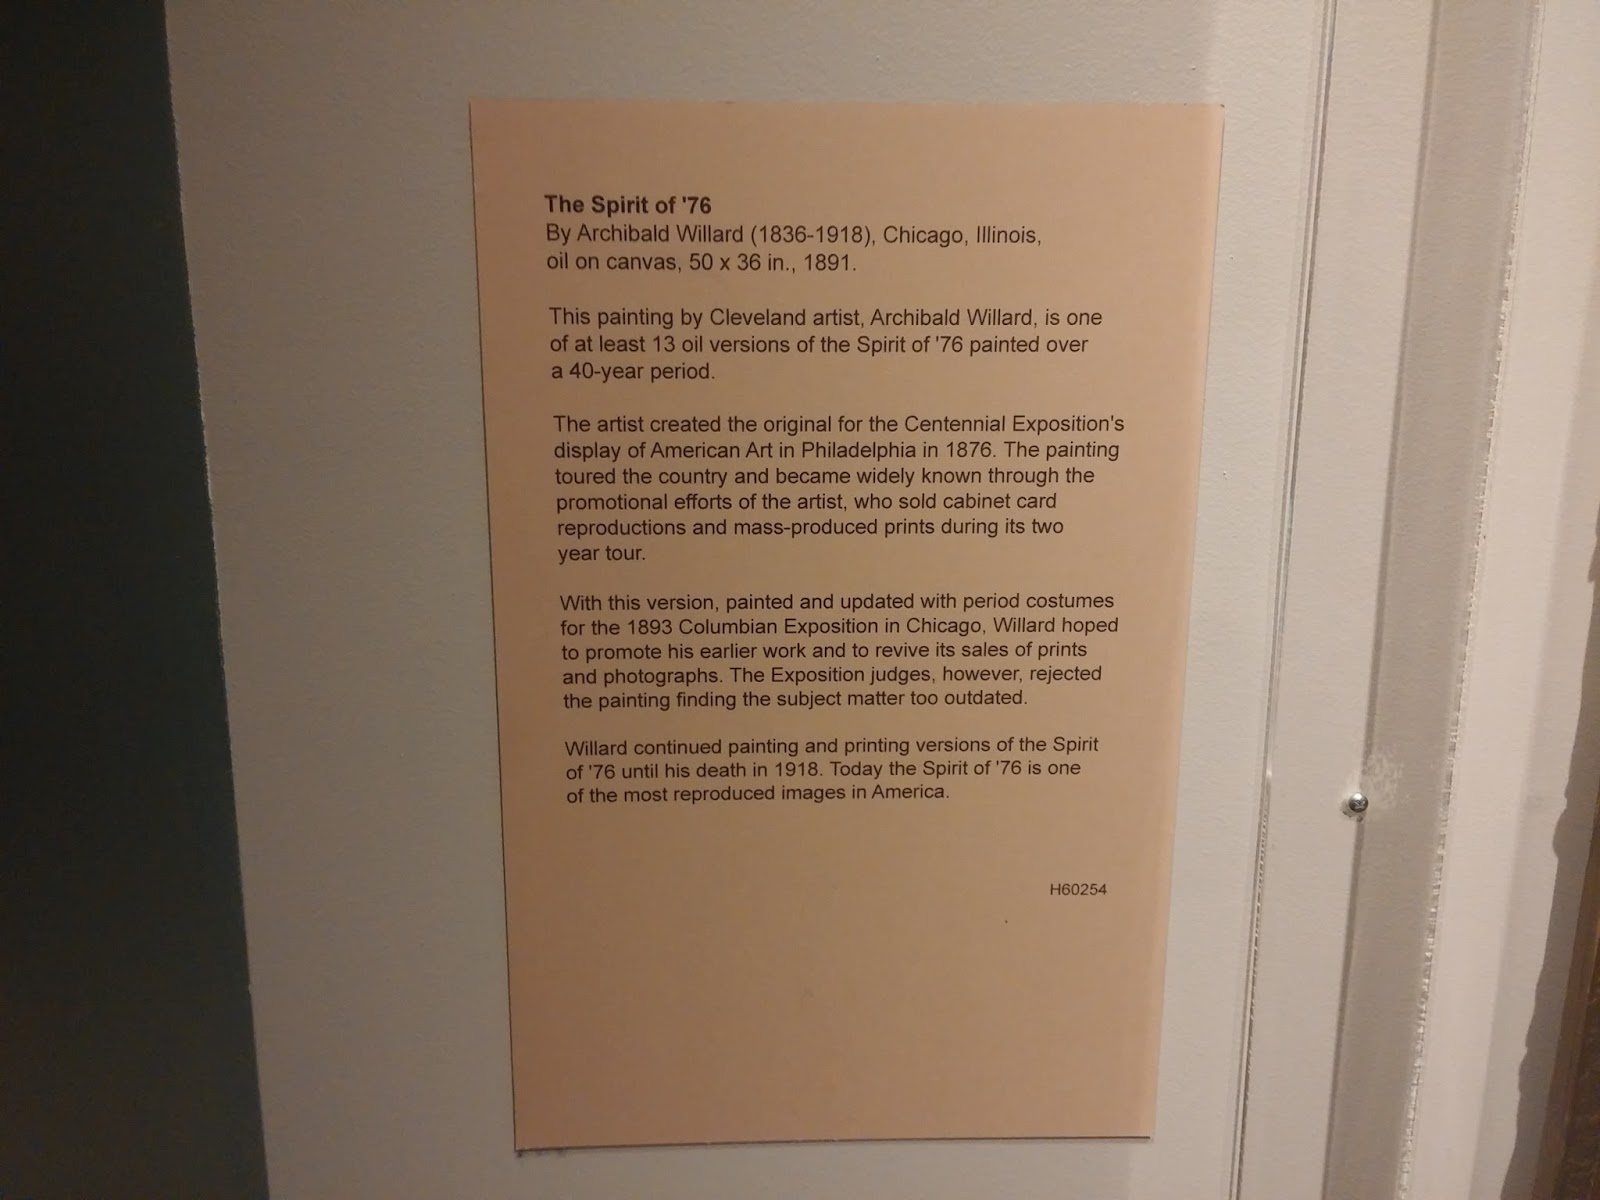 The Spirit of '76
By Archibald Willard (1836-1918), Chicago, Illinois,
oil on canvas, 50 x 36 in., 1891.
This painting by Cleveland artist, Archibald Willard, is one
of at least 13 oil versions of the Spirit of '76 painted over
a 40-year period.
The artist created the original for the Centennial Exposition's
display of American Art in Philadelphia in 1876. The painting
toured the country and became widely known through the
promotional efforts of the artist, who sold cabinet card
reproductions and mass-produced prints during its two
year tour.
With this version, painted and updated with period costumes
for the 1893 Columbian Exposition in Chicago, Willard hoped
to promote his earlier work and to revive its sales of prints
and photographs. The Exposition judges, however, rejected
the painting finding the subject matter too outdated.
Willard continued painting and printing versions of the Spirit
of '76 until his death in 1918. Today the Spirit of '76 is one
of the most reproduced images in America.
H60254